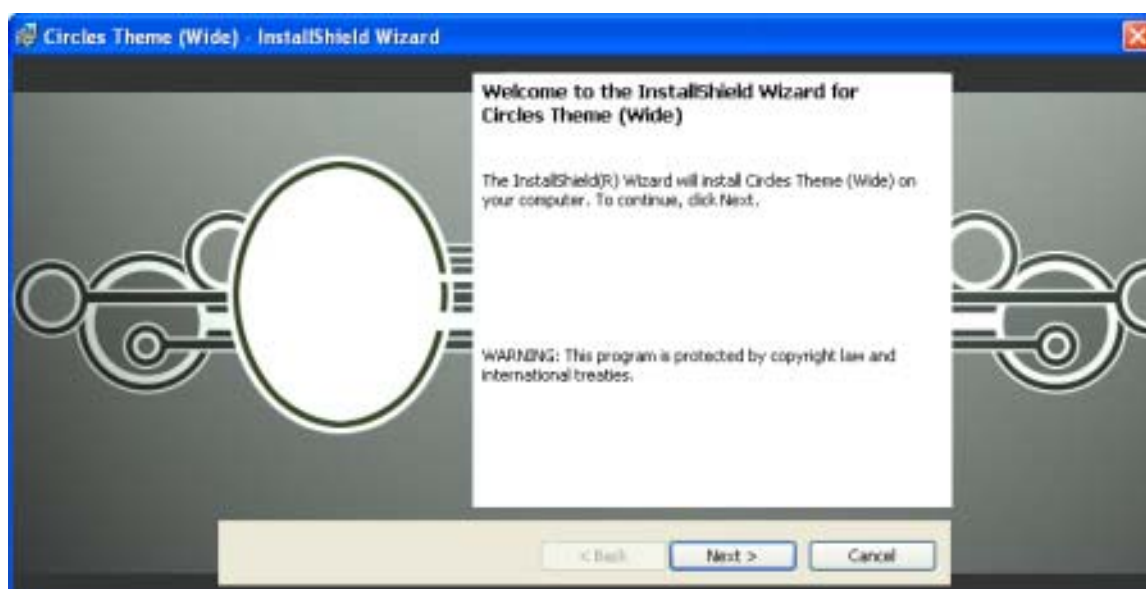 Circles Theme (Wide) - InstallShield Wizard
Welcome to the InstallShield Wizard for
Circles Theme (Wide)
The InstallShield(R) Wizard will install Circles Theme (Wide) on
your computer. To continue, click Next.
WARNING: This program is protected by copyright law and
international treaties.
< Back
Next >
Cancel